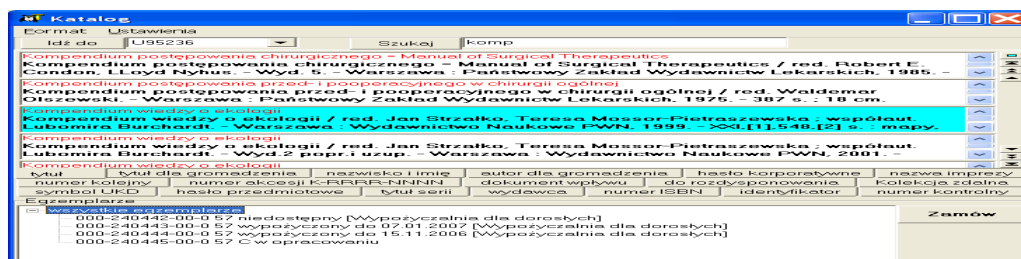 Katalog
Format Ustawienia
Idź do U95236 Szukaj komp
Kompendium postępowania chirurgicznego = Manual of Surgical Therapeutics
Kompendium postępowania chirurgicznego = Manual of Surgical Therapeutics / red. Robert E.
Condon, LLoyd Nyhus. - Wyd. 5. - Warszawa : Państwowy Zakład Wydawnictw Lekarskich, 1985. -
Kompendium postępowania przed- i pooperacyjnego w chirurgii ogólnej
Kompendium postępowania przed- i pooperacyjnego w chirurgii ogólnej / red. Waldemar
Olszewski. - Warszawa : Państwowy Zakład Wydawnictw Lekarskich, 1975. - 387 s. ; 18 cm.
Kompendium wiedzy o ekologii
Kompendium wiedzy o ekologii / red. Jan Strzałko, Teresa Mossor-Pietraszewska ; współaut.
Lubomira Burchardt. - Warszawa : Wydawnictwo Naukowe PWN, 1999. - XXI,[1],548,[2] s. : mapy,
Kompendium wiedzy o ekologii
Kompendium wiedzy o ekologii / red. Jan Strzałko, Teresa Mossor-Pietraszewska ; współaut.
Lubomira Burchardt. - Wyd.2 popr.i uzup. - Warszawa : Wydawnictwo Naukowe PWN, 2001. -
Kompendium wiedzy o ekologii
tytuł tytuł dla gromadzenia nazwisko i imię autor dla gromadzenia hasło korporatywne nazwa imprezy
numer kolejny numer akcesji K-RRRR-NNNN dokument wpływu do rozdysponowania Kolekcja zdalna
symbol UKD hasło przedmiotowe tytuł serii wydawca numer ISBN identyfikator numer kontrolny
Egzemplarze
wszystkie egzemplarze Zamów
000-240442-00-0 57 niedostępny [Wypożyczalnia dla dorosłych]
000-240443-00-0 57 wypożyczony do 07.01.2007 [Wypożyczalnia dla dorosłych]
000-240444-00-0 57 wypożyczony do 15.11.2006 [Wypożyczalnia dla dorosłych]
000-240445-00-0 57 C w opracowaniu